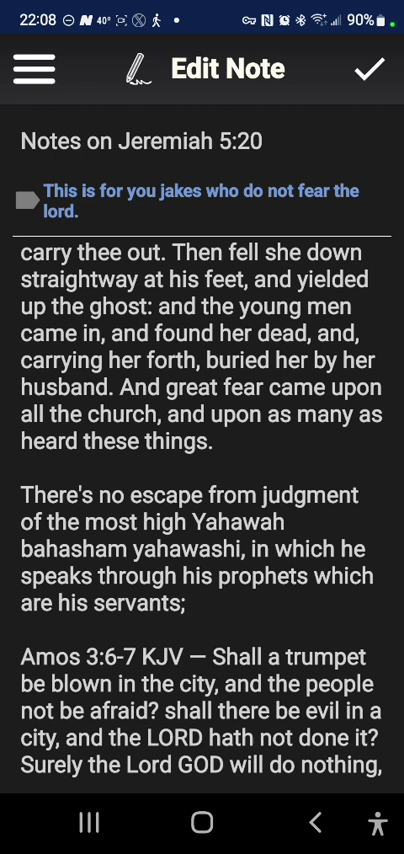 22:08 40° 90%
Edit Note
Notes on Jeremiah 5:20
This is for you jakes who do not fear the
lord.
carry thee out. Then fell she down
straightway at his feet, and yielded
up the ghost: and the young men
came in, and found her dead, and,
carrying her forth, buried her by her
husband. And great fear came upon
all the church, and upon as many as
heard these things.
There's no escape from judgment
of the most high Yahawah
bahasham yahawashi, in which he
speaks through his prophets which
are his servants;
Amos 3:6-7 KJV — Shall a trumpet
be blown in the city, and the people
not be afraid? shall there be evil in a
city, and the LORD hath not done it?
Surely the Lord GOD will do nothing,